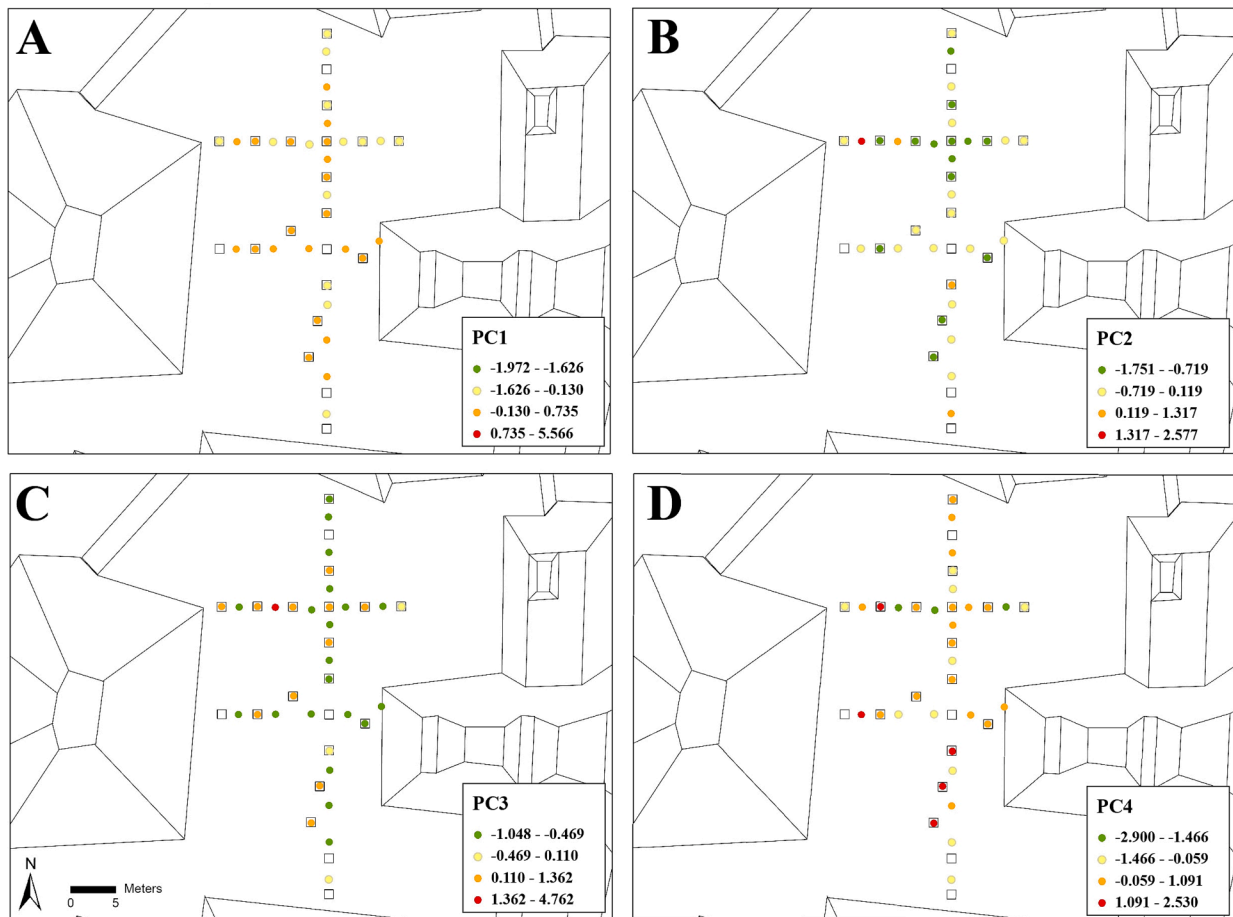 A
PC1
-1.972 - -1.626
-1.626 - -0.130
-0.130 - 0.735
0.735 - 5.566
B
PC2
-1.751 - -0.719
-0.719 - 0.119
0.119 - 1.317
1.317 - 2.577
C
PC3
-1.048 - -0.469
-0.469 - 0.110
0.110 - 1.362
1.362 - 4.762
N
Meters
0 5
D
PC4
-2.900 - -1.466
-1.466 - -0.059
-0.059 - 1.091
1.091 - 2.530